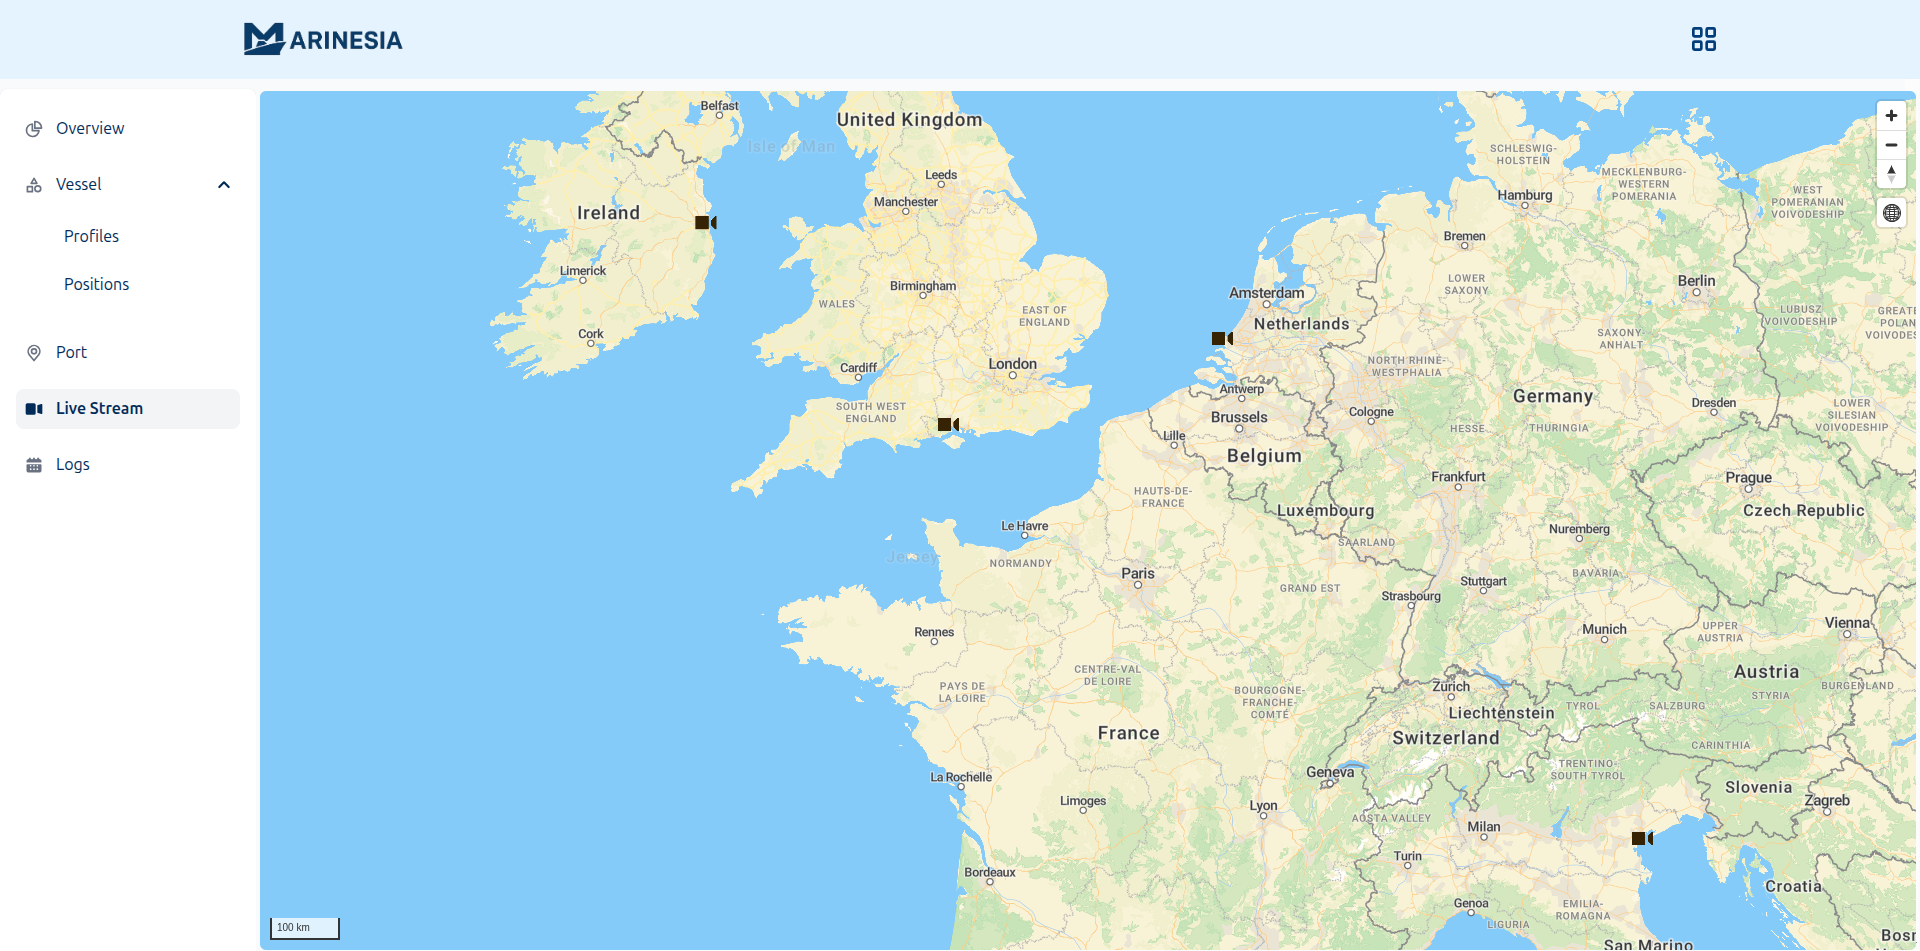 MARINESIA
Overview
Vessel
Profiles
Positions
Port
Live Stream
Logs
Belfast
United Kingdom
Isle of Man
Leeds
Manchester
Ireland
Limerick
Birmingham
WALES
EAST OF
ENGLAND
Cork
Cardiff
London
SOUTH WEST
ENGLAND
SCHLESWIG-
HOLSTEIN
Hamburg
MECKLENBURG-
WESTERN
POMERANIA
WEST
POMERANIAN
VOIVODESHIP
Bremen
LOWER
SAXONY
Berlin
Amsterdam
Netherlands
LUBUSZ
VOIVODESHIP
GREATE
POLAN
VOIVODES
SAXONY-
ANHALT
NORTH RHINE-
WESTPHALIA
Antwerp
Brussels
Cologne
Germany
Dresden
LOWER
SILESIAN
VOIVODESHIP
Lille
HESSE
THURINGIA
Belgium
Frankfurt
Prague
HAUTS-DE-
FRANCE
Luxembourg
Czech Republic
Le Havre
Nuremberg
SAARLAND
Jersey
NORMANDY
Paris
GRAND EST
Strasbourg
Stuttgart
BAVARIA
Rennes
Munich
UPPER
AUSTRIA
Vienna
CENTRE-VAL
DE LOIRE
PAYS DE
LA LOIRE
BOURGOGNE-
FRANCHE-
COMTÉ
Zurich
Liechtenstein
TYROL
SALZBURG
Austria
STYRIA
BURGENLAND
France
Switzerland
CARINTHIA
Geneva
TRENTINO-
SOUTH TYROL
La Rochelle
Limoges
Lyon
AOSTA VALLEY
Milan
Slovenia
Zagreb
Turin
Bordeaux
Genoa
EMILIA-
ROMAGNA
LIGURIA
Croatia
San Marino
Bosn
100 km